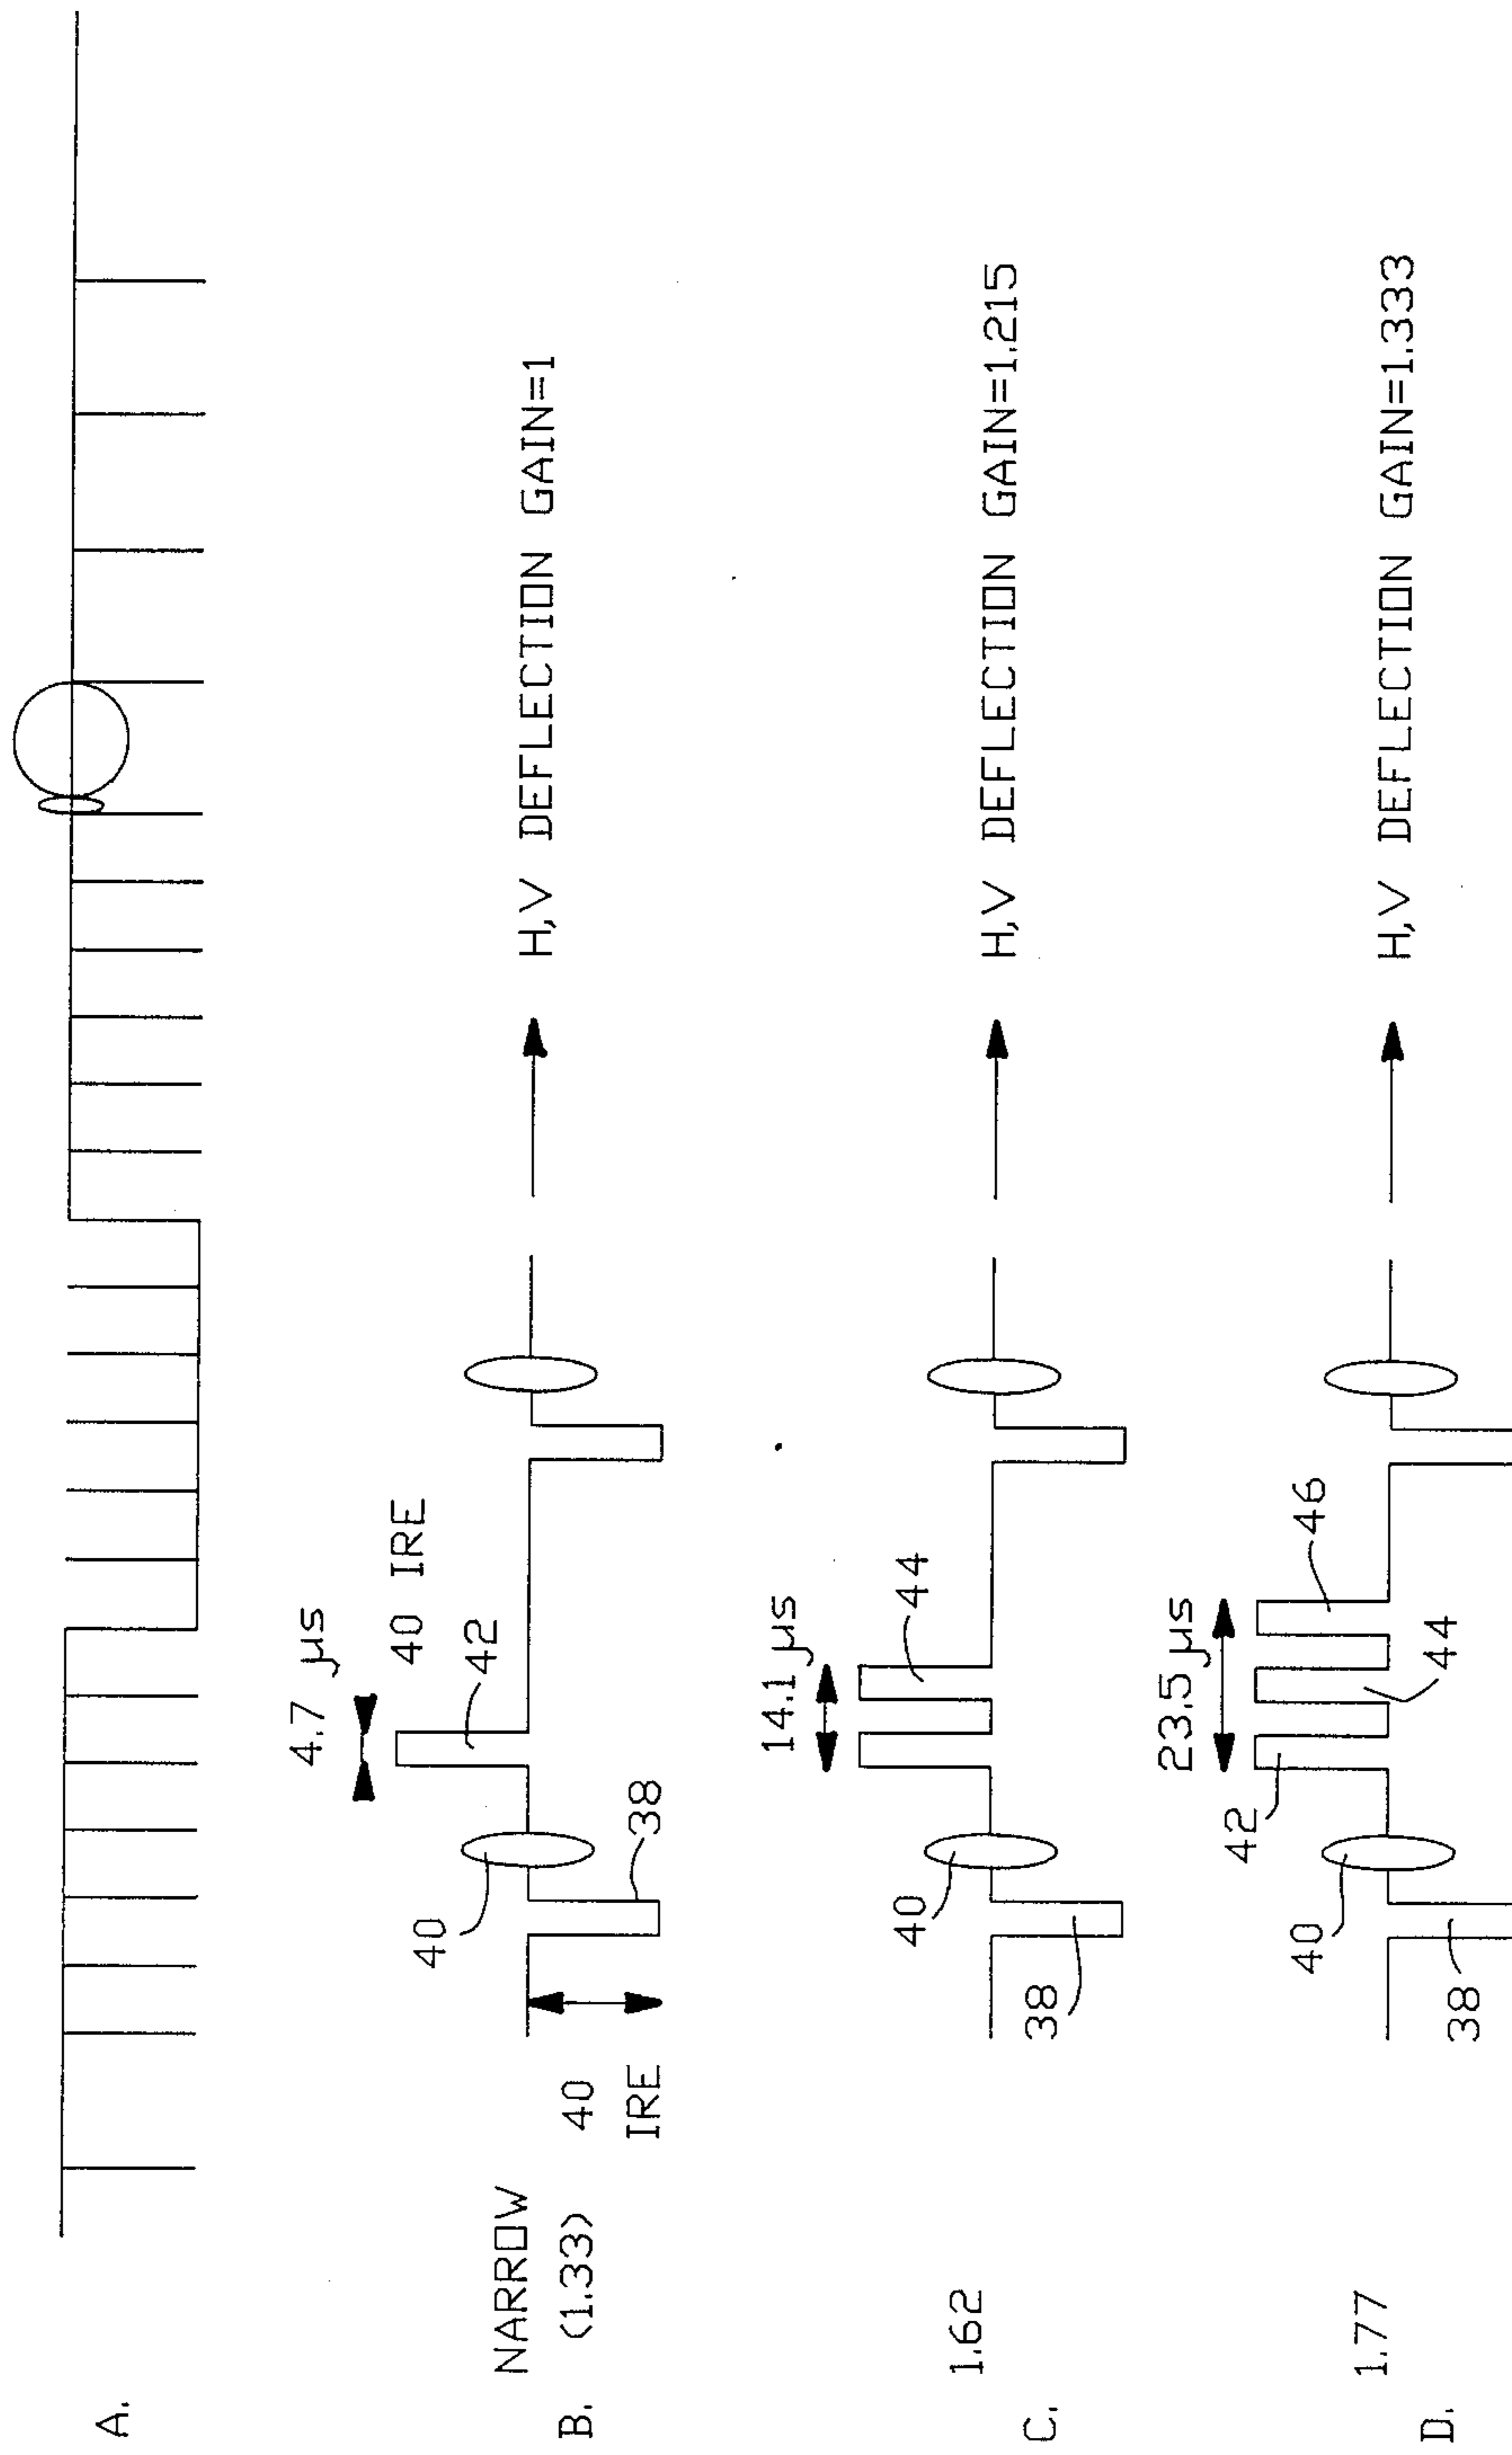 A.
4.7 µs
40 IRE
42
40
38
40
IRE
NARROW
(1.33)
B.
H,V DEFLECTION GAIN=1
14.1 µs
44
40
38
1.62
C.
H,V DEFLECTION GAIN=1.215
23.5 µs
46
44
42
40
38
1.77
D.
H,V DEFLECTION GAIN=1.333